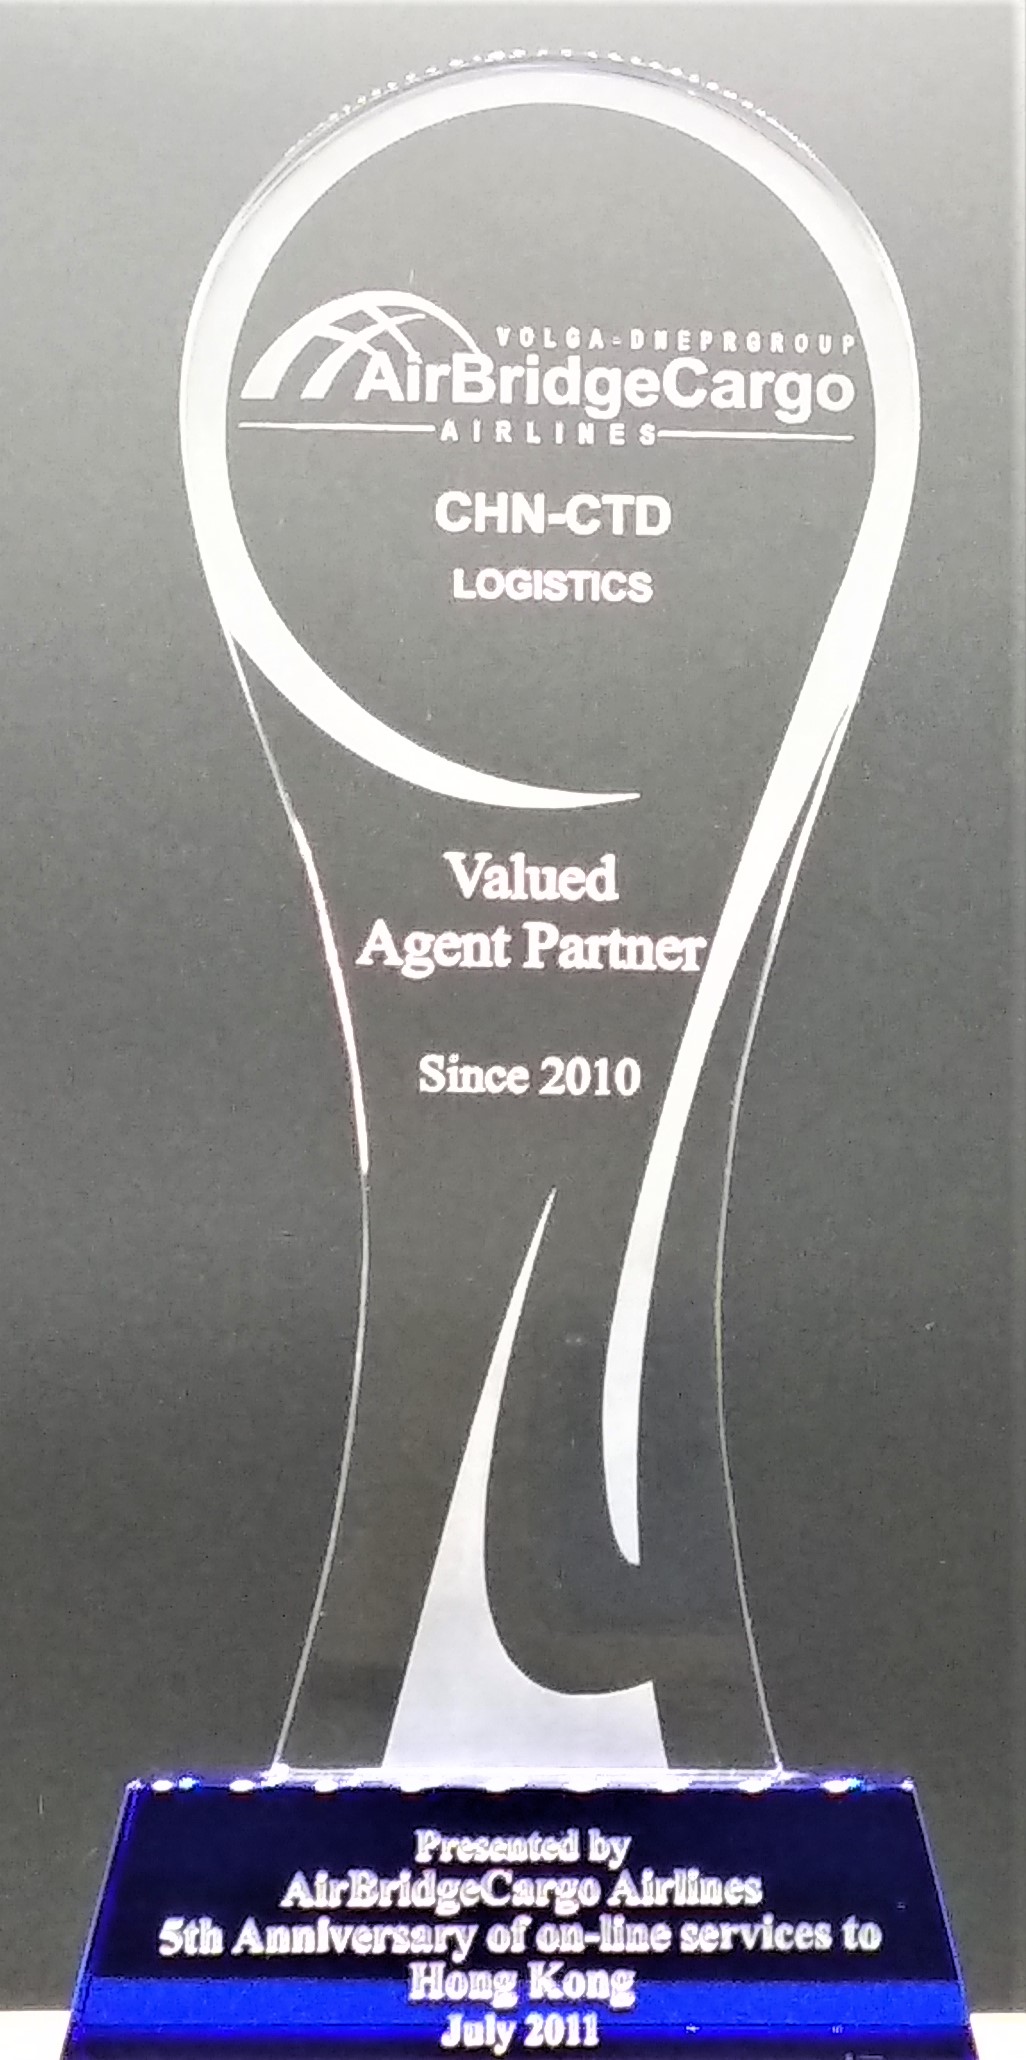 VOLGA-DNEPRGROUP
AirBridgeCargo
AIRLINES
CHN-CTD
LOGISTICS
Valued
Agent Partner
Since 2010
Presented by
AirBridgeCargo Airlines
5th Anniversary of on-line services to
Hong Kong
July 2011